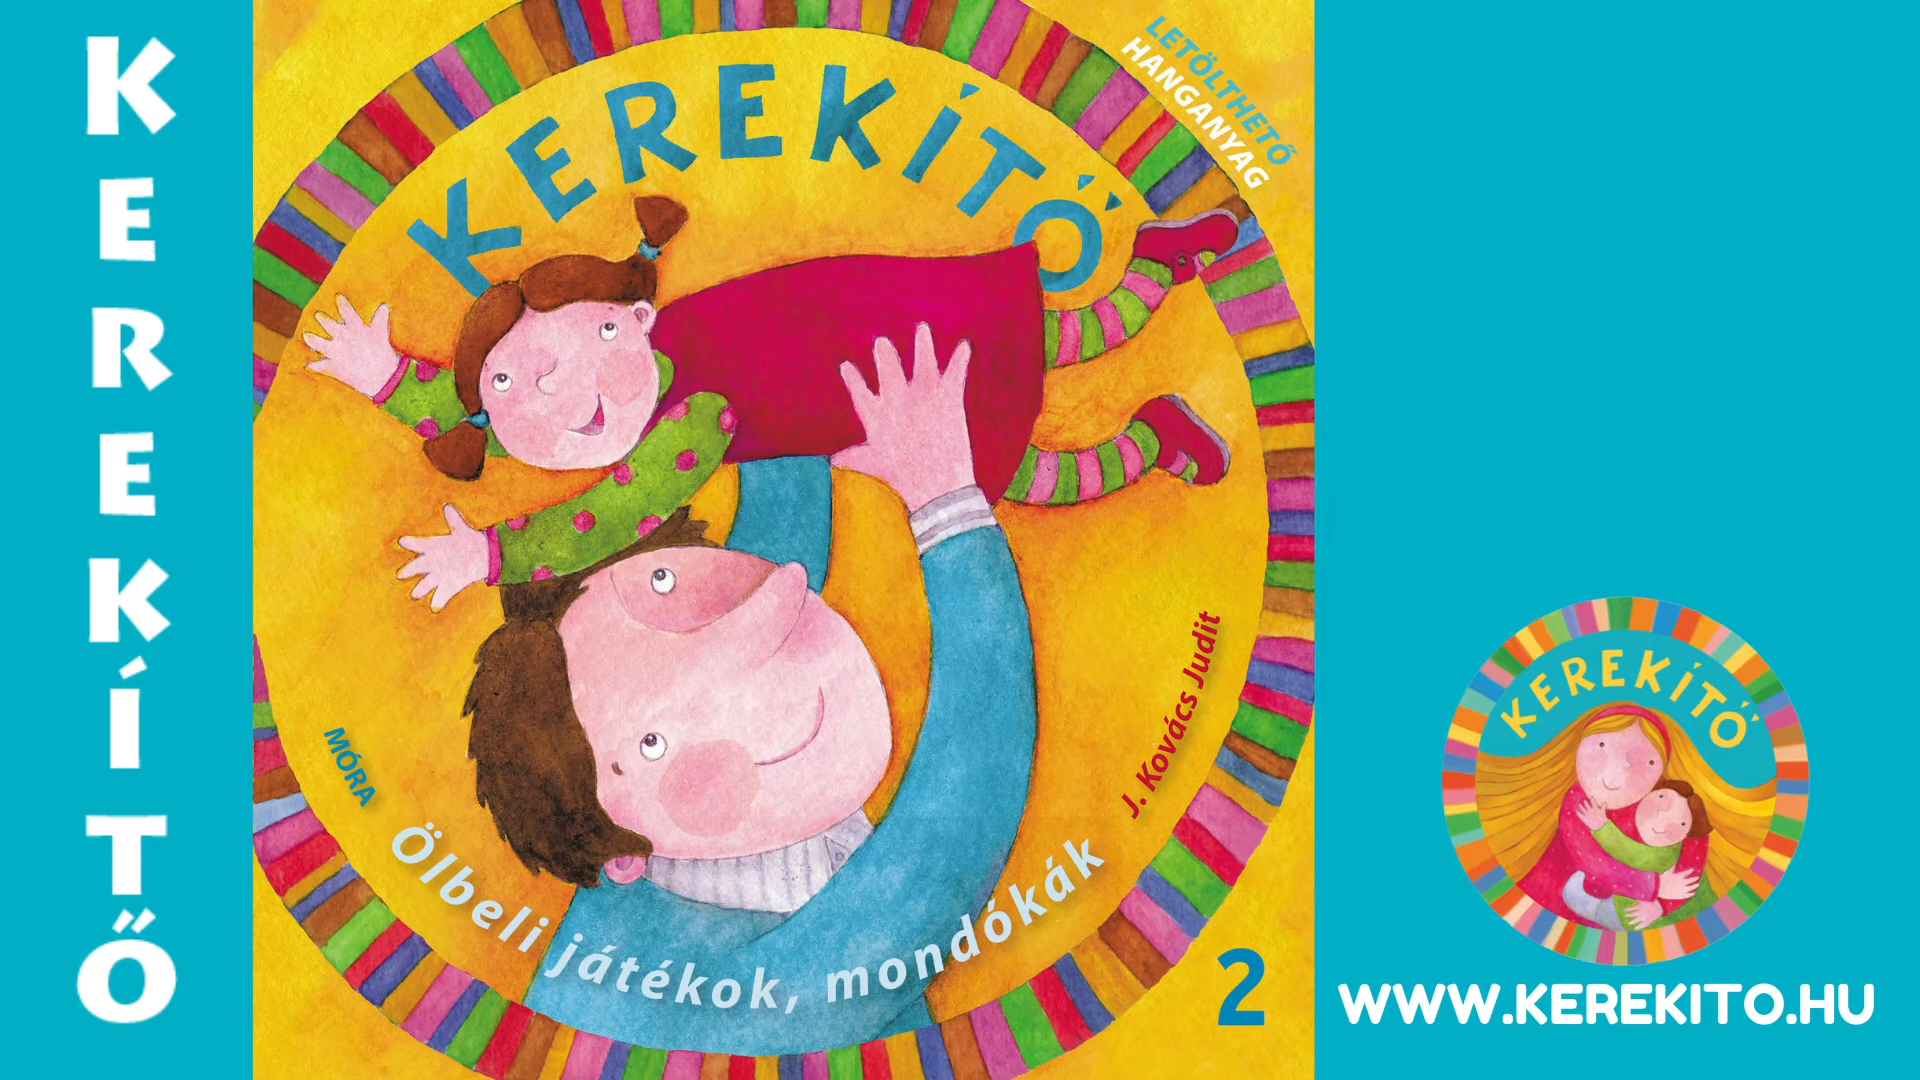 KEREKÍTŐ
LETÖLTHETŐ
HANGANYAG
KEREKÍTŐ
J. Kovács Judit
MÓRA
Ölbeli játékok, mondókák
2
KEREKÍTŐ
WWW.KEREKITO.HU